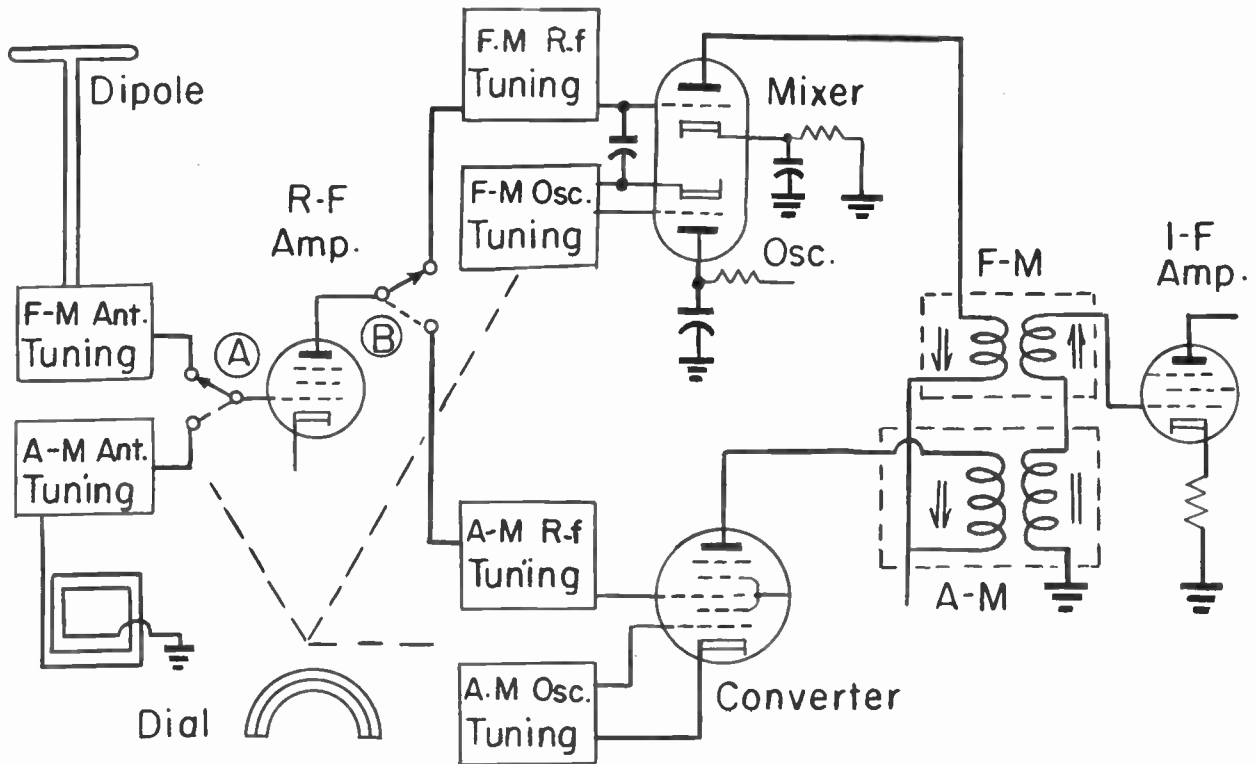 Dipole
F-M Ant.
Tuning
A-M Ant.
Tuning
A
R-F
Amp.
B
F.M R.f
Tuning
F-M Osc.
Tuning
Mixer
Osc.
F-M
I-F
Amp.
A-M
A-M R-f
Tuning
A.M Osc.
Tuning
Converter
Dial